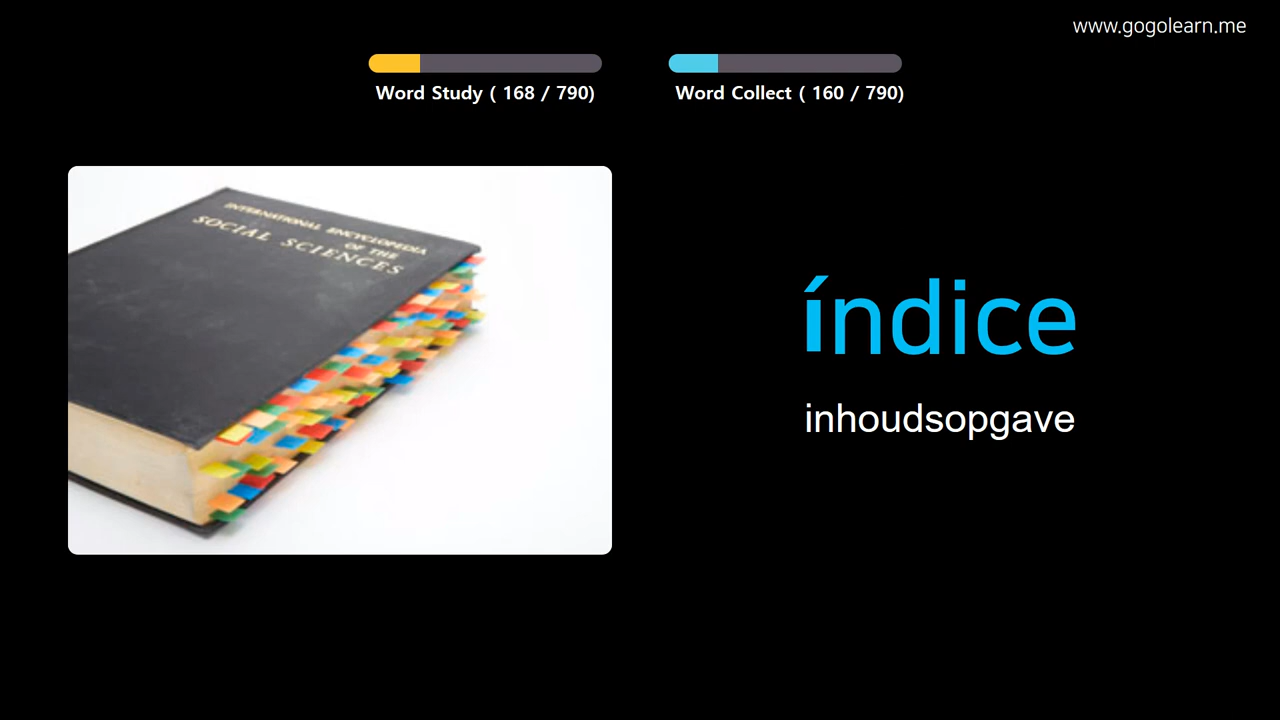 www.gogolearn.me
Word Study ( 168 / 790)
Word Collect ( 160 / 790)
INTERNATIONAL ENCYCLOPEDIA
OF THE
SOCIAL SCIENCES
índice
inhoudsopgave